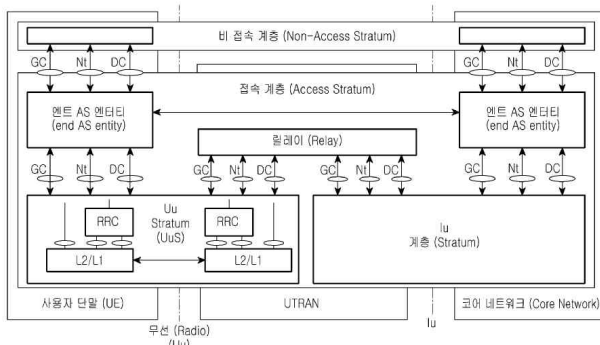 비 접속 계층 (Non-Access Stratum)
GC Nt DC GC Nt DC
접속 계층 (Access Stratum)
엔트 AS 엔터티
(end AS entity)
엔트 AS 엔터티
(end AS entity)
릴레이 (Relay)
GC Nt DC GC Nt DC GC Nt DC GC Nt DC
RRC
Uu
Stratum
(UuS)
RRC
L2/L1
L2/L1
Iu
계층 (Stratum)
사용자 단말 (UE)
UTRAN
코어 네트워크 (Core Network)
무선 (Radio)
(Uu)
Iu